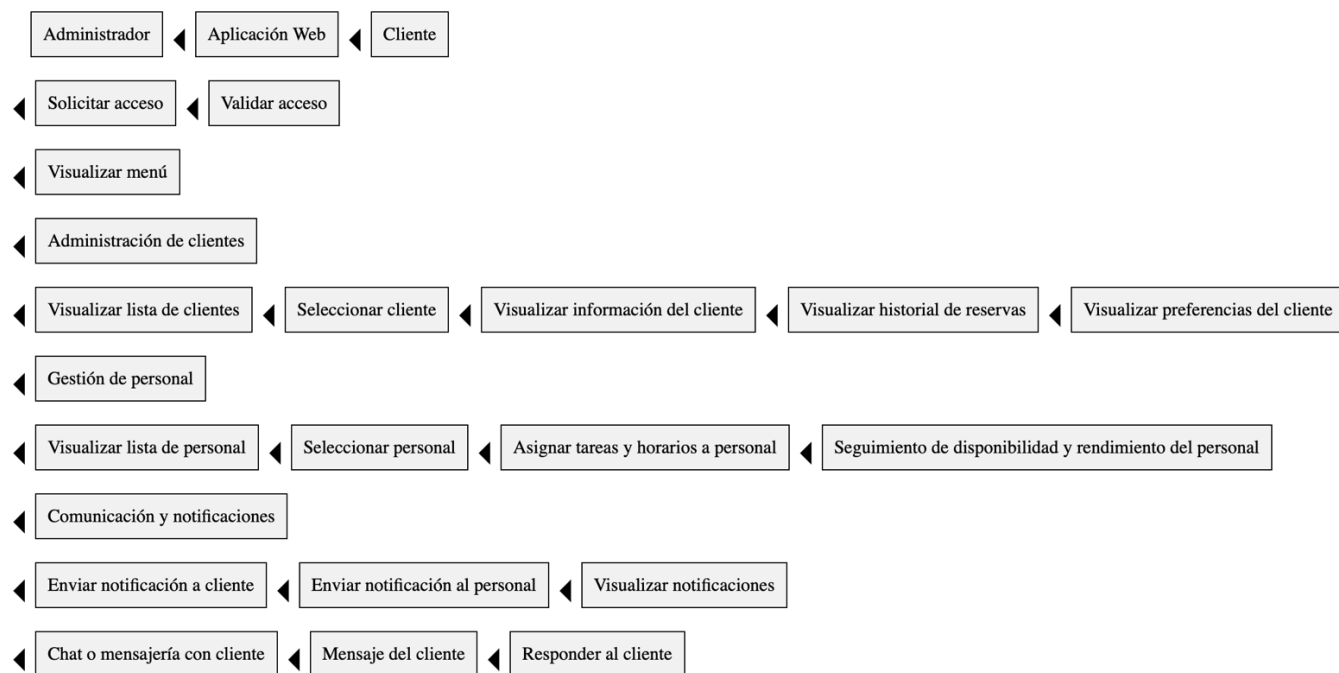 Administrador Aplicación Web Cliente
Solicitar acceso Validar acceso
Visualizar menú
Administración de clientes
Visualizar lista de clientes Seleccionar cliente Visualizar información del cliente Visualizar historial de reservas Visualizar preferencias del cliente
Gestión de personal
Visualizar lista de personal Seleccionar personal Asignar tareas y horarios a personal Seguimiento de disponibilidad y rendimiento del personal
Comunicación y notificaciones
Enviar notificación a cliente Enviar notificación al personal Visualizar notificaciones
Chat o mensajería con cliente Mensaje del cliente Responder al cliente